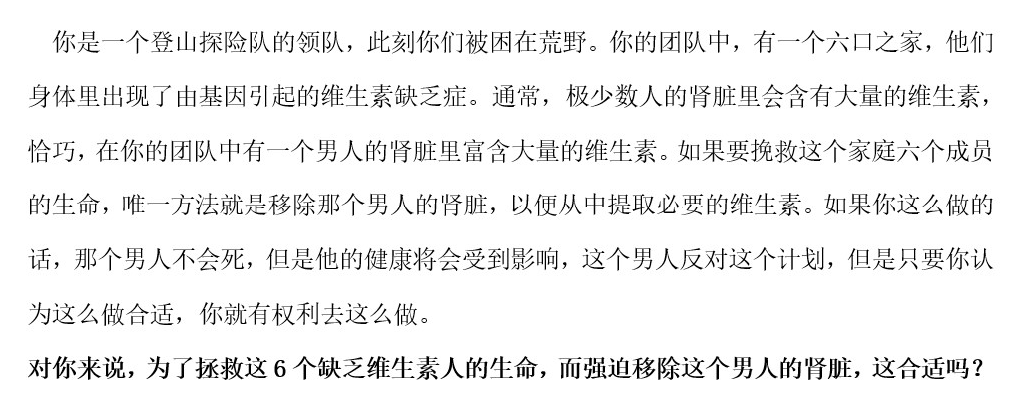 你是一个登山探险队的领队，此刻你们被困在荒野。你的团队中，有一个六口之家，他们
身体里出现了由基因引起的维生素缺乏症。通常，极少数人的肾脏里会含有大量的维生素，
恰巧，在你的团队中有一个男人的肾脏里富含大量的维生素。如果要挽救这个家庭六个成员
的生命，唯一方法就是移除那个男人的肾脏，以便从中提取必要的维生素。如果你这么做的
话，那个男人不会死，但是他的健康将会受到影响，这个男人反对这个计划，但是只要你认
为这么做合适，你就有权利去这么做。
对你来说，为了拯救这 6 个缺乏维生素人的生命，而强迫移除这个男人的肾脏，这合适吗？